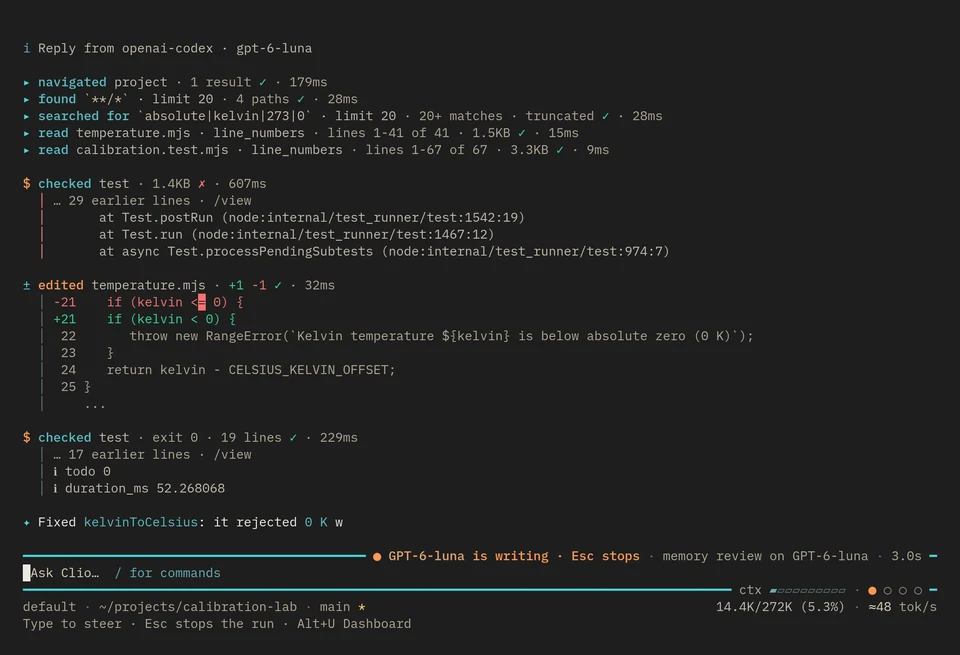 i Reply from openai-codex · gpt-6-luna
▸ navigated project · 1 result ✓ · 179ms
▸ found `**/*` · limit 20 · 4 paths ✓ · 28ms
▸ searched for `absolute|kelvin|273|0` · limit 20 · 20+ matches · truncated ✓ · 28ms
▸ read temperature.mjs · line_numbers · lines 1-41 of 41 · 1.5KB ✓ · 15ms
▸ read calibration.test.mjs · line_numbers · lines 1-67 of 67 · 3.3KB ✓ · 9ms
$ checked test · 1.4KB ✗ · 607ms
│ … 29 earlier lines · /view
│ at Test.postRun (node:internal/test_runner/test:1542:19)
│ at Test.run (node:internal/test_runner/test:1467:12)
│ at async Test.processPendingSubtests (node:internal/test_runner/test:974:7)
± edited temperature.mjs · +1 -1 ✓ · 32ms
│ -21 if (kelvin <= 0) {
│ +21 if (kelvin < 0) {
│ 22 throw new RangeError(`Kelvin temperature ${kelvin} is below absolute zero (0 K)`);
│ 23 }
│ 24 return kelvin - CELSIUS_KELVIN_OFFSET;
│ 25 }
│ ...
$ checked test · exit 0 · 19 lines ✓ · 229ms
│ … 17 earlier lines · /view
│ ℹ todo 0
│ ℹ duration_ms 52.268068
✦ Fixed kelvinToCelsius: it rejected 0 K w
● GPT-6-luna is writing · Esc stops · memory review on GPT-6-luna · 3.0s
Ask Clio… / for commands
ctx ▰▱▱▱▱▱▱▱▱▱ · ● ○ ○ ○
default · ~/projects/calibration-lab · main * 14.4K/272K (5.3%) · ≈48 tok/s
Type to steer · Esc stops the run · Alt+U Dashboard